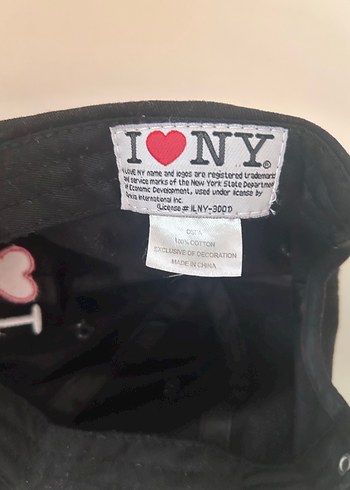 I ❤ NY®
I LOVE NY name and logos are registered trademark
and service marks of the New York State Department
of Economic Development, used under license by
International Inc.
License# ILNY-300D
OSFA
100% COTTON
EXCLUSIVE OF DECORATION
MADE IN CHINA
I